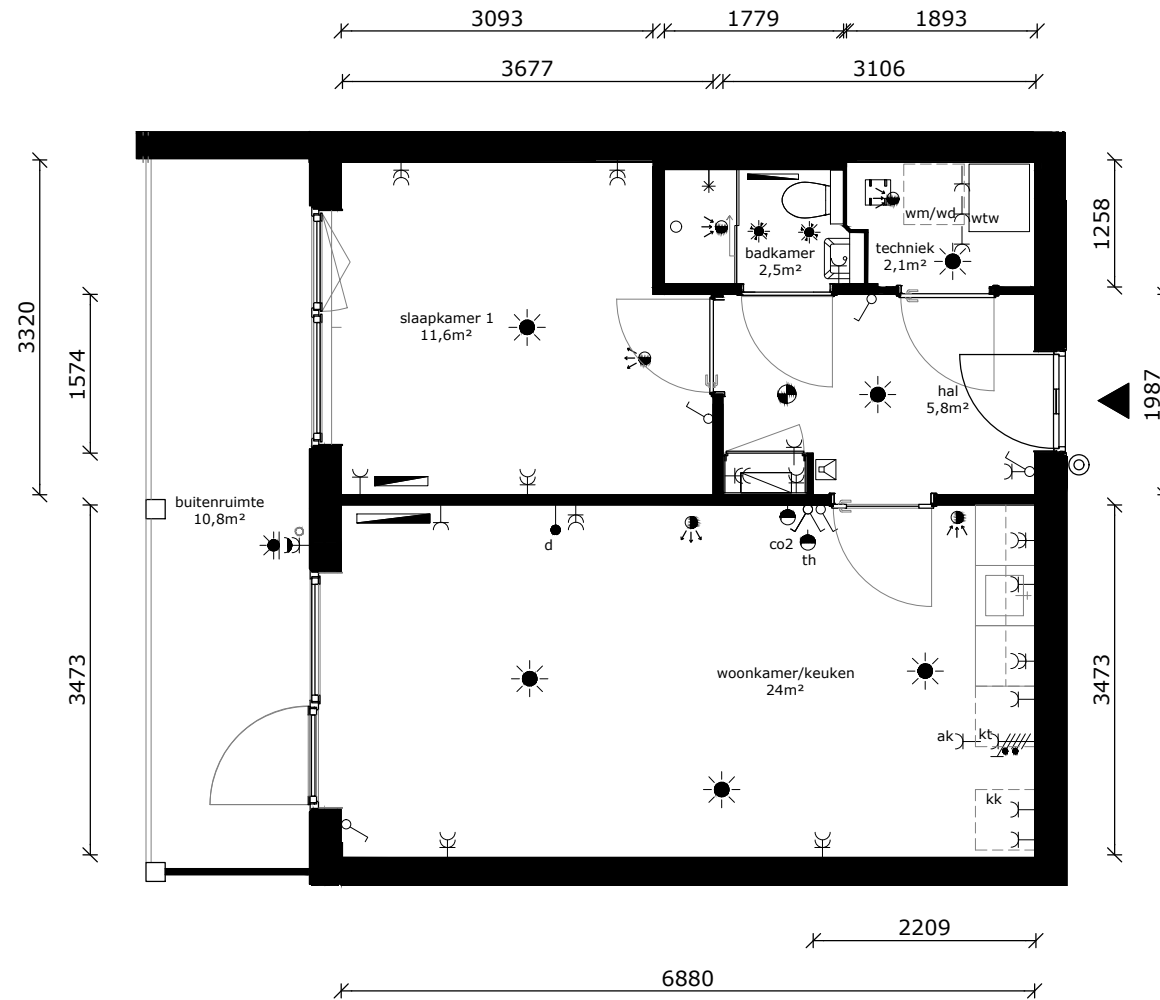 3093
1779
1893
3677
3106
3320
1574
3473
1258
1987
3473
wm/wd
wtw
badkamer
2,5m²
techniek
2,1m²
slaapkamer 1
11,6m²
hal
5,8m²
buitenruimte
10,8m²
d
co2
th
woonkamer/keuken
24m²
ak
kt
kk
2209
6880